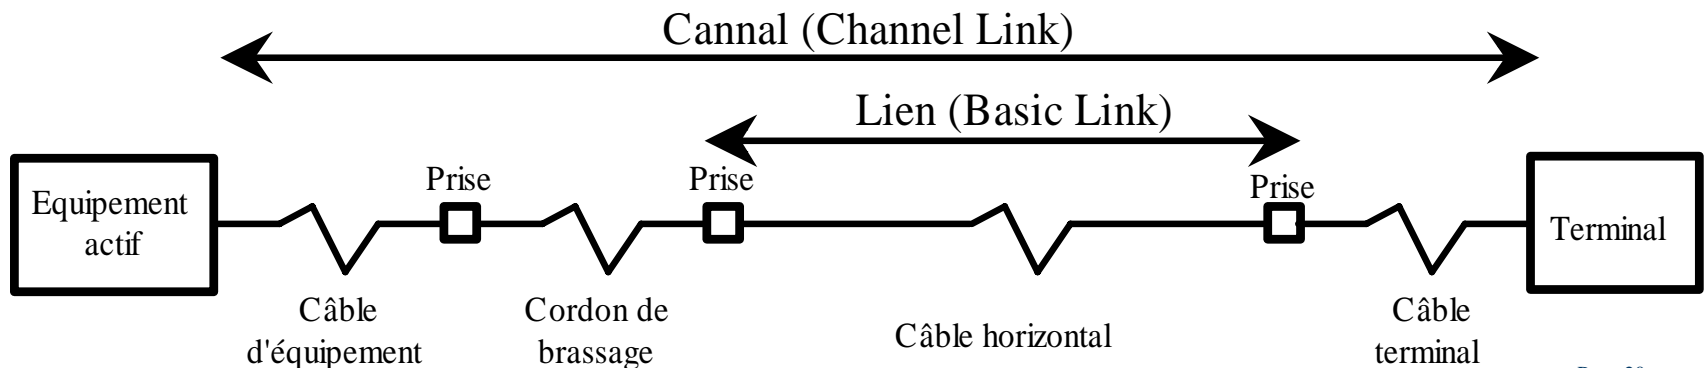 Cannal (Channel Link)
Lien (Basic Link)
Equipement
actif
Prise
Prise
Prise
Terminal
Câble
d'équipement
Cordon de
brassage
Câble horizontal
Câble
terminal